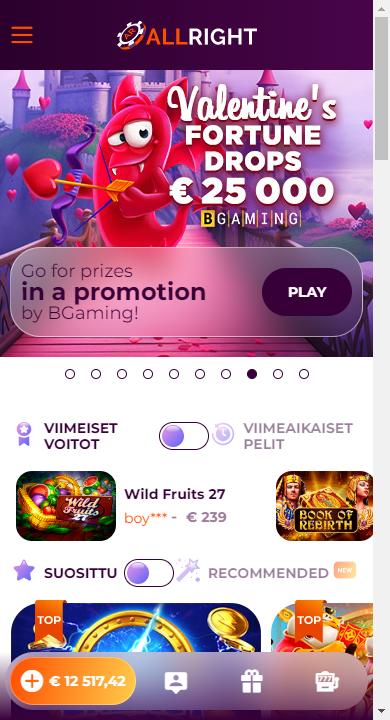 AR ALLRIGHT
Valentine's
FORTUNE
DROPS
€ 25 000
BGAMING
Go for prizes
in a promotion
by BGaming!
PLAY
VIIMEISET
VOITOT
VIIMEAIKAISET
PELIT
Wild Fruits 27
BOOK OF
REBIRTH
Wild Fruits 27
boy*** - € 239
SUOSITTU
RECOMMENDED
NEW
TOP
TOP
€ 12 517,42
777